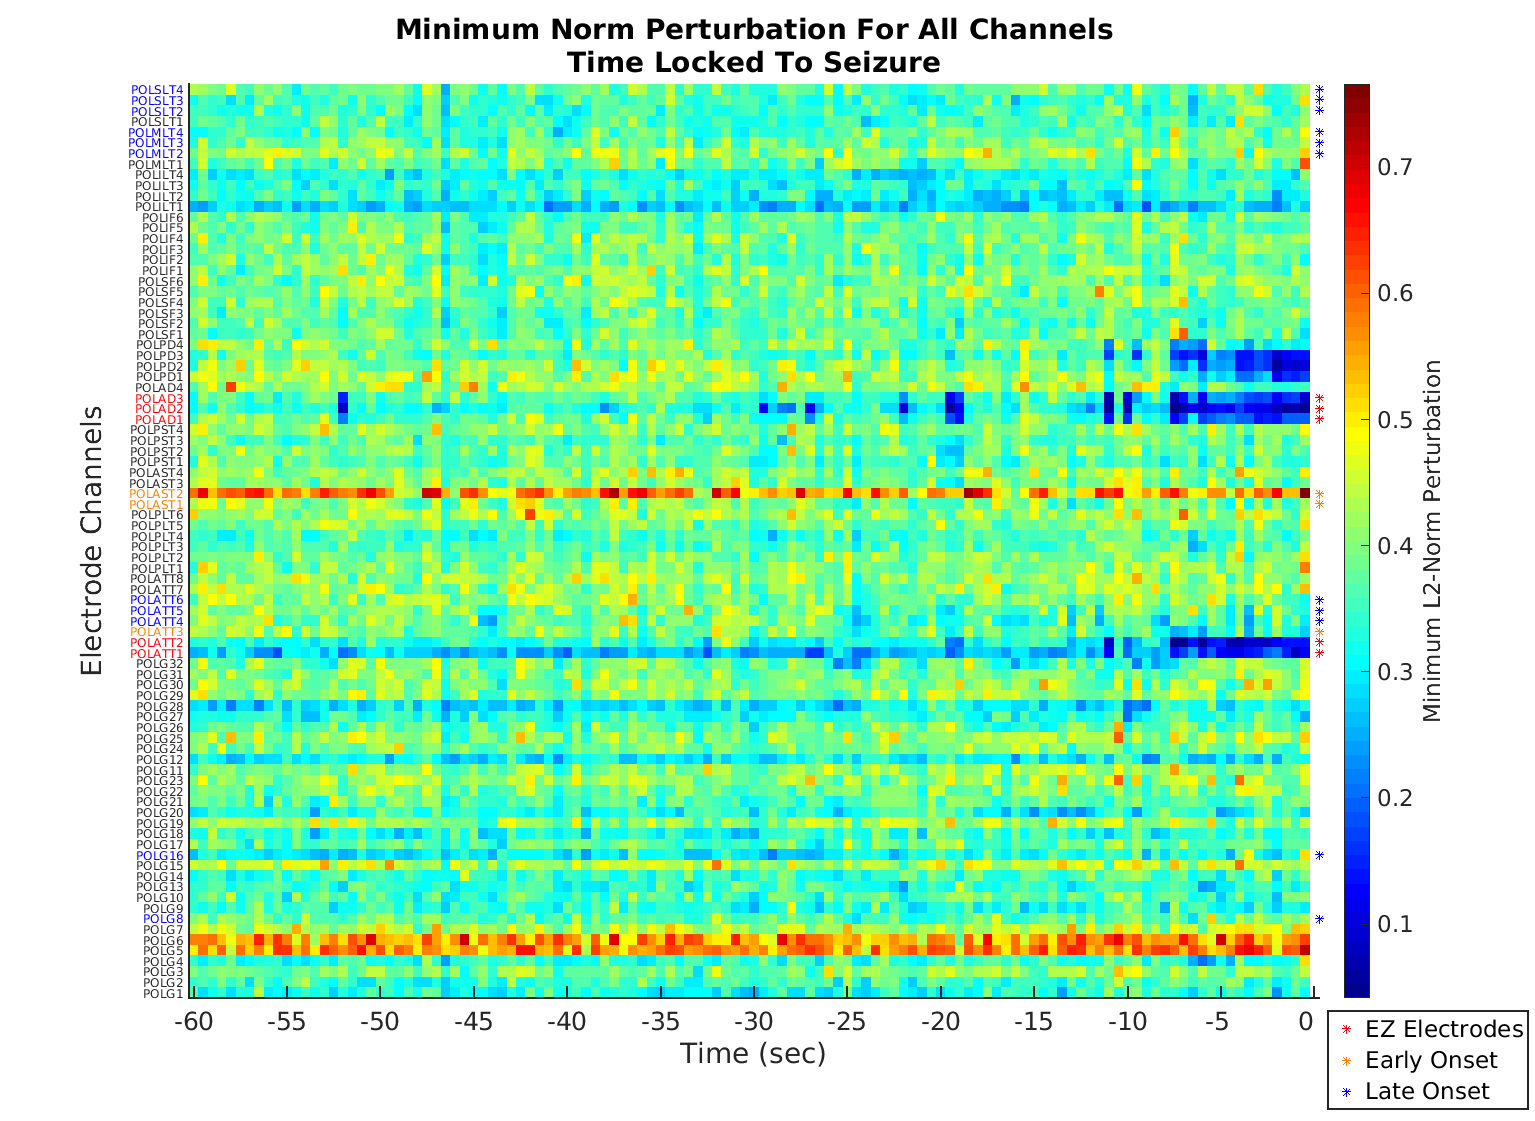 Minimum Norm Perturbation For All Channels
Time Locked To Seizure
Electrode Channels
POLSLT4
POLSLT3
POLSLT2
POLSLT1
POLMLT4
POLMLT3
POLMLT2
POLMLT1
POLILT4
POLILT3
POLILT2
POLILT1
POLIF6
POLIF5
POLIF4
POLIF3
POLIF2
POLIF1
POLSF6
POLSF5
POLSF4
POLSF3
POLSF2
POLSF1
POLPD4
POLPD3
POLPD2
POLPD1
POLAD4
POLAD3
POLAD2
POLAD1
POLPST4
POLPST3
POLPST2
POLPST1
POLAST4
POLAST3
POLAST2
POLAST1
POLPLT6
POLPLT5
POLPLT4
POLPLT3
POLPLT2
POLPLT1
POLATT8
POLATT7
POLATT6
POLATT5
POLATT4
POLATT3
POLATT2
POLATT1
POLG32
POLG31
POLG30
POLG29
POLG28
POLG27
POLG26
POLG25
POLG24
POLG12
POLG11
POLG23
POLG22
POLG21
POLG20
POLG19
POLG18
POLG17
POLG16
POLG15
POLG14
POLG13
POLG10
POLG9
POLG8
POLG7
POLG6
POLG5
POLG4
POLG3
POLG2
POLG1
-60 -55 -50 -45 -40 -35 -30 -25 -20 -15 -10 -5 0
Time (sec)
0.7
0.6
0.5
0.4
0.3
0.2
0.1
Minimum L2-Norm Perturbation
EZ Electrodes
Early Onset
Late Onset